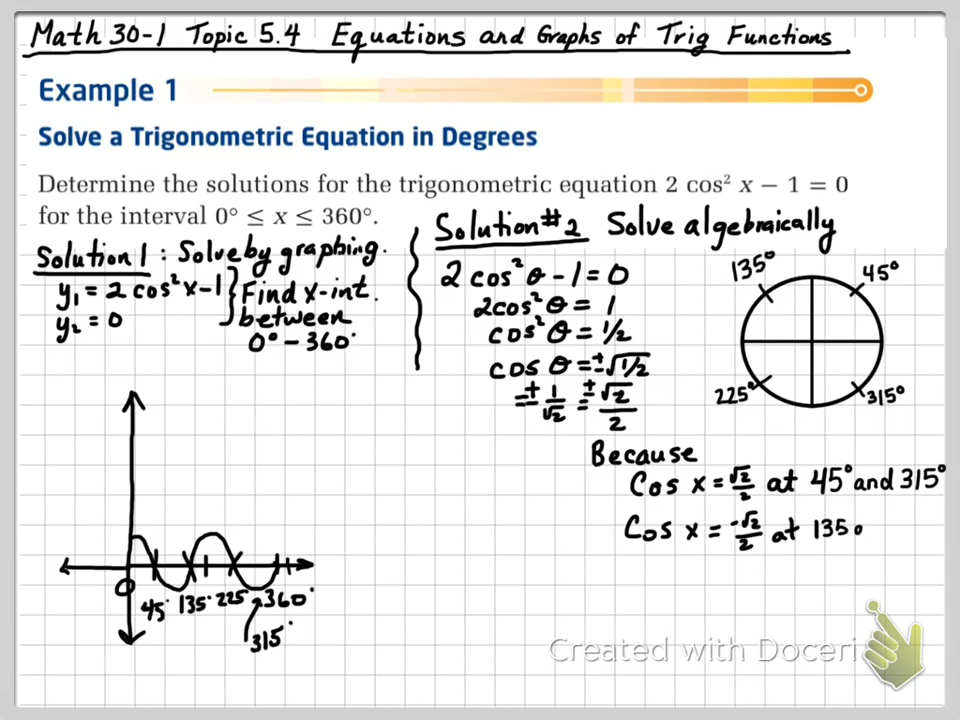 Math 30-1 Topic 5.4 Equations and Graphs of Trig Functions
Example 1
Solve a Trigonometric Equation in Degrees
Determine the solutions for the trigonometric equation 2 cos² x − 1 = 0
for the interval 0° ≤ x ≤ 360°.
Solution 1 : Solve by graphing.
y₁ = 2 cos²x - 1 } Find x-int.
y₂ = 0 between
0° - 360°
0
45° 135° 225° 360°
315°
Solution #2 Solve algebraically
2 cos² θ - 1 = 0
2cos² θ = 1
cos² θ = 1/2
cos θ = ±√1/2
= ± 1/√2 = ± √2/2
135° 45°
225° 315°
Because
Cos x = √2/2 at 45° and 315°
Cos x = -√2/2 at 135°
Created with Doceri